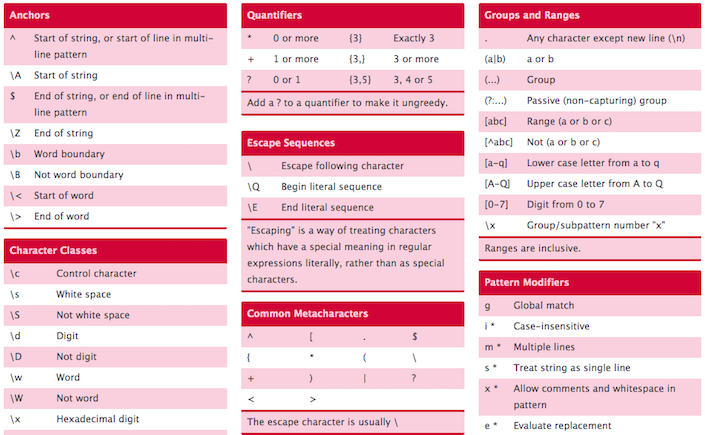 Anchors
^ Start of string, or start of line in multi-
line pattern
\A Start of string
$ End of string, or end of line in multi-
line pattern
\Z End of string
\b Word boundary
\B Not word boundary
\< Start of word
\> End of word
Character Classes
\c Control character
\s White space
\S Not white space
\d Digit
\D Not digit
\w Word
\W Not word
\x Hexadecimal digit
Quantifiers
* 0 or more {3} Exactly 3
+ 1 or more {3,} 3 or more
? 0 or 1 {3,5} 3, 4 or 5
Add a ? to a quantifier to make it ungreedy.
Escape Sequences
\ Escape following character
\Q Begin literal sequence
\E End literal sequence
"Escaping" is a way of treating characters
which have a special meaning in regular
expressions literally, rather than as special
characters.
Common Metacharacters
^ [ . $
{ * ( \
+ ) | ?
< >
The escape character is usually \
Groups and Ranges
. Any character except new line (\n)
(a|b) a or b
(...) Group
(?:...) Passive (non-capturing) group
[abc] Range (a or b or c)
[^abc] Not (a or b or c)
[a-q] Lower case letter from a to q
[A-Q] Upper case letter from A to Q
[0-7] Digit from 0 to 7
\x Group/subpattern number "x"
Ranges are inclusive.
Pattern Modifiers
g Global match
i * Case-insensitive
m * Multiple lines
s * Treat string as single line
x * Allow comments and whitespace in
pattern
e * Evaluate replacement